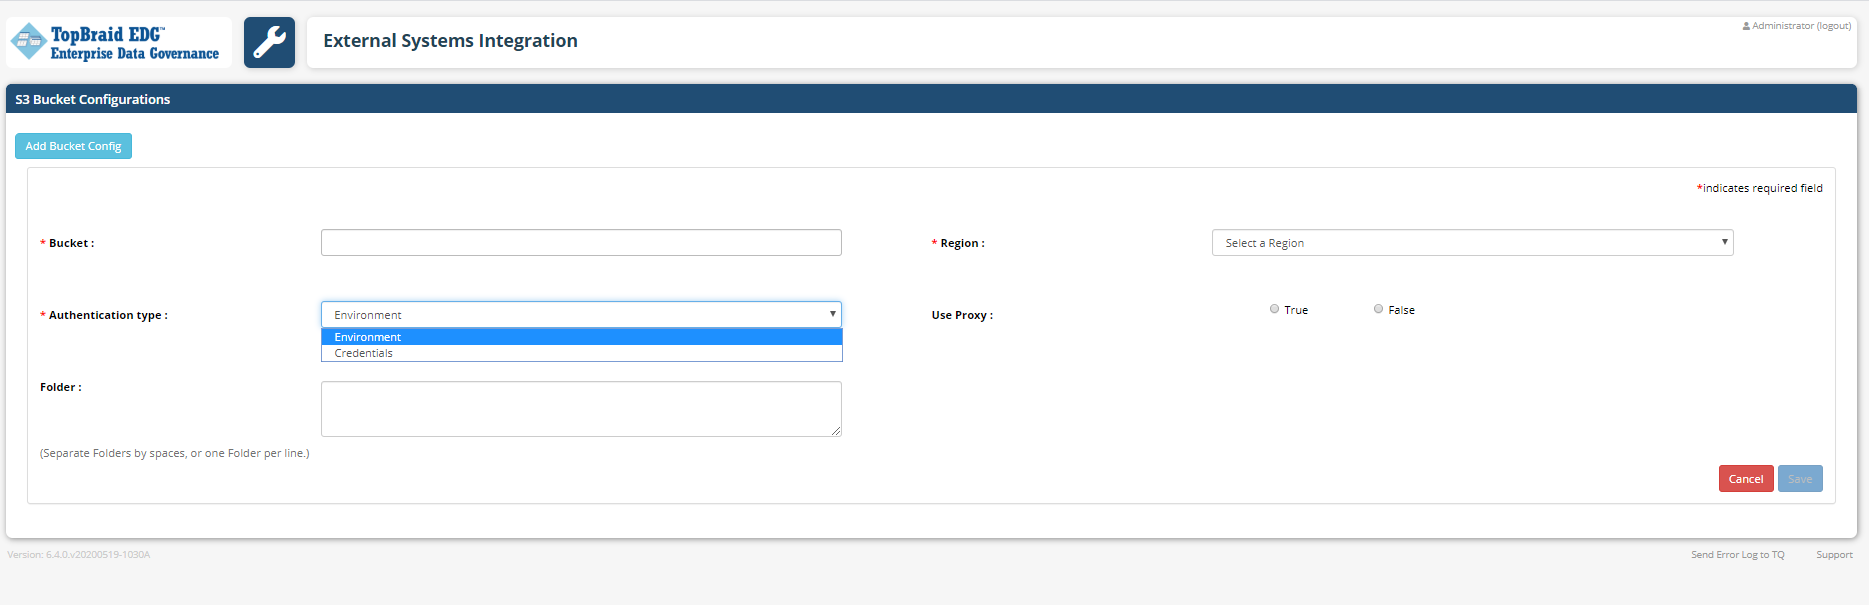 TopBraid EDG™
Enterprise Data Governance
External Systems Integration
Administrator (logout)
S3 Bucket Configurations
Add Bucket Config
*indicates required field
* Bucket :
* Region :
Select a Region
* Authentication type :
Environment
Use Proxy :
True
False
Environment
Credentials
Folder :
(Separate Folders by spaces, or one Folder per line.)
Cancel
Save
Version: 6.4.0.v20200519-1030A
Send Error Log to TQ
Support